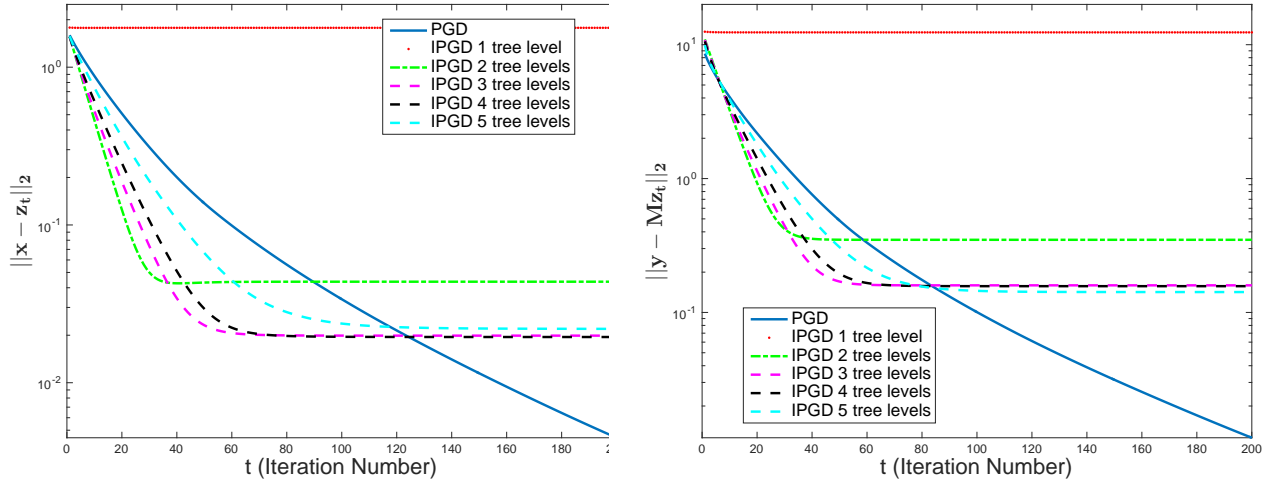 10^0
10^-1
10^-2
||x − z_t||_2
0 20 40 60 80 100 120 140 160 180
t (Iteration Number)
PGD
IPGD 1 tree level
IPGD 2 tree levels
IPGD 3 tree levels
IPGD 4 tree levels
IPGD 5 tree levels
10^1
10^0
10^-1
||y − Mz_t||_2
0 20 40 60 80 100 120 140 160 180 200
t (Iteration Number)
PGD
IPGD 1 tree level
IPGD 2 tree levels
IPGD 3 tree levels
IPGD 4 tree levels
IPGD 5 tree levels